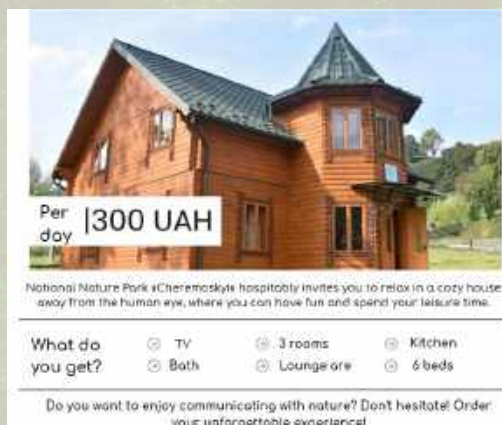 Per
day
|300 UAH
National Nature Park «Cheremoskyi» hospitably invites you to relax in a cozy house
away from the human eye, where you can have fun and spend your leisure time.
What do
you get?
TV
3 rooms
Kitchen
Bath
Lounge are
6 beds
Do you want to enjoy communicating with nature? Don't hesitate! Order
your unforgettable experience!